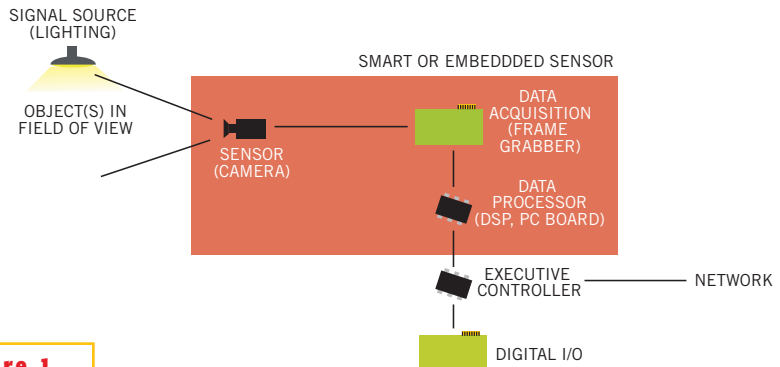 SIGNAL SOURCE
(LIGHTING)
OBJECT(S) IN
FIELD OF VIEW
SMART OR EMBEDDDED SENSOR
SENSOR
(CAMERA)
DATA
ACQUISITION
(FRAME
GRABBER)
DATA
PROCESSOR
(DSP, PC BOARD)
EXECUTIVE
CONTROLLER
NETWORK
DIGITAL I/O